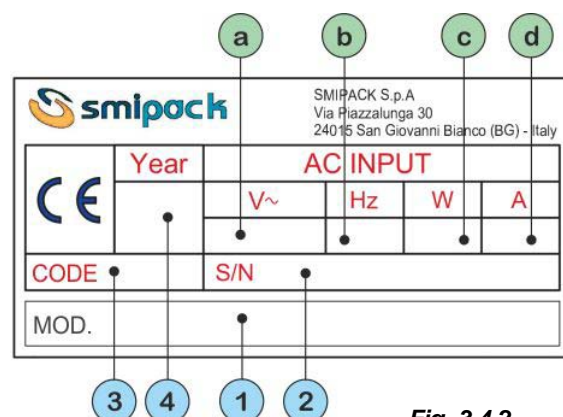 a b c d
smipack
SMIPACK S.p.A
Via Piazzalunga 30
24015 San Giovanni Bianco (BG) - Italy
CE
Year
AC INPUT
V~ Hz W A
CODE
S/N
MOD.
3 4 1 2
Fig. 3.4.2